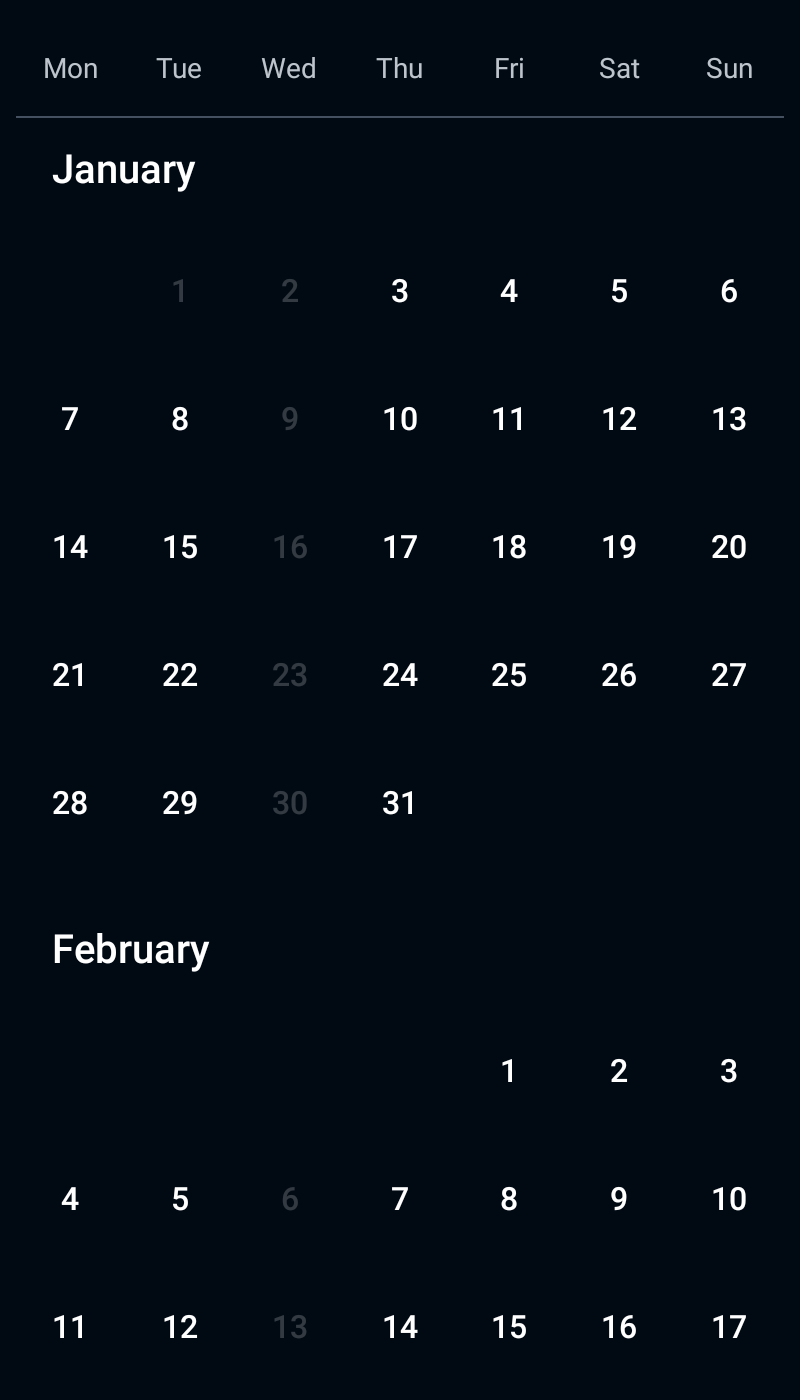 Mon Tue Wed Thu Fri Sat Sun
January
1 2 3 4 5 6
7 8 9 10 11 12 13
14 15 16 17 18 19 20
21 22 23 24 25 26 27
28 29 30 31
February
1 2 3
4 5 6 7 8 9 10
11 12 13 14 15 16 17